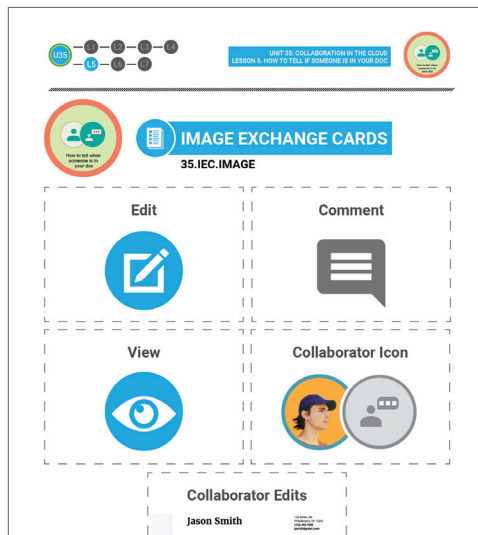 U35
L1
L2
L3
L4
L5
L6
L7
UNIT 35: COLLABORATION IN THE CLOUD
LESSON 5: HOW TO TELL IF SOMEONE IS IN YOUR DOC
How to tell when
someone is in
your doc
IMAGE EXCHANGE CARDS
35.IEC.IMAGE
Edit
Comment
View
Collaborator Icon
Collaborator Edits
Jason Smith